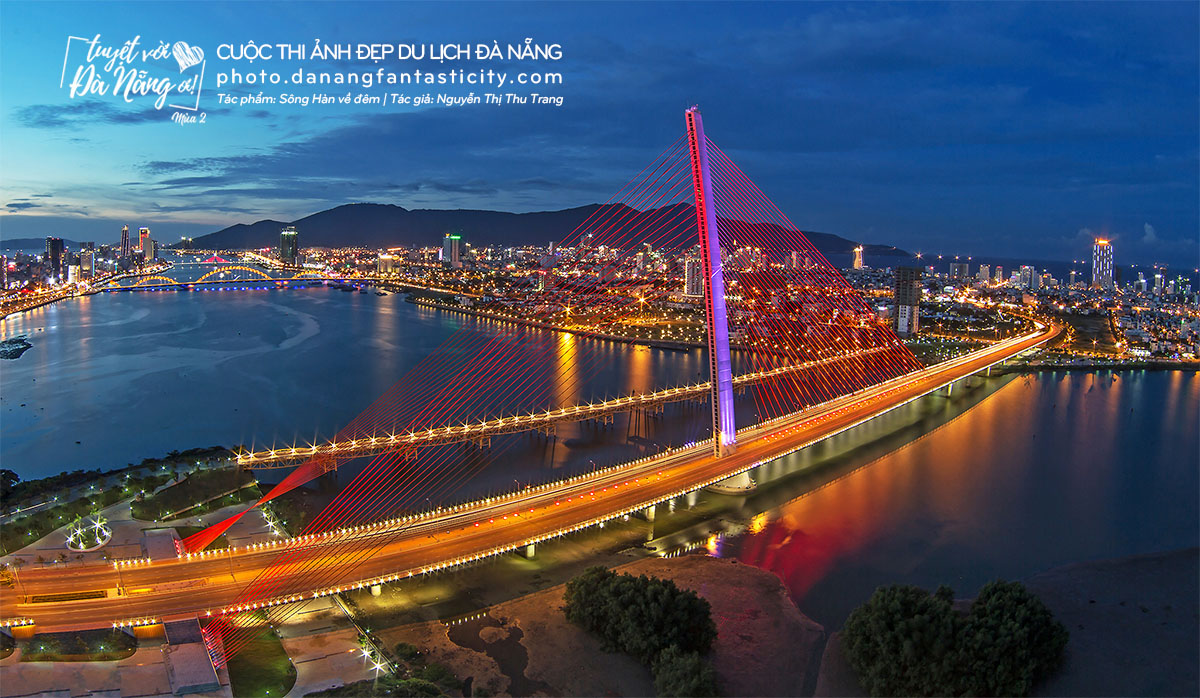 tuyệt vời
Đà Nẵng ơi!
Mùa 2
CUỘC THI ẢNH ĐẸP DU LỊCH ĐÀ NẴNG
photo.danangfantasticity.com
Tác phẩm: Sông Hàn về đêm | Tác giả: Nguyễn Thị Thu Trang